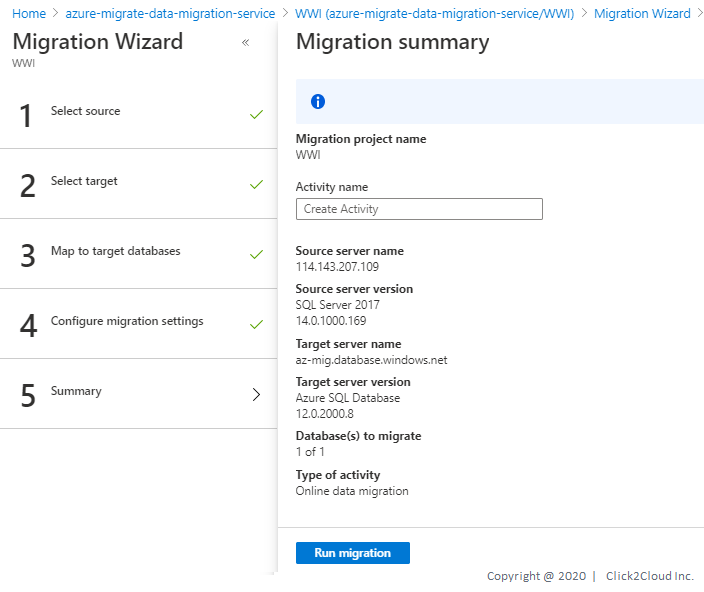 Home > azure-migrate-data-migration-service > WWI (azure-migrate-data-migration-service/WWI) > Migration Wizard >
Migration Wizard «
WWI
1 Select source
2 Select target
3 Map to target databases
4 Configure migration settings
5 Summary
Migration summary
Migration project name
WWI
Activity name
Create Activity
Source server name
114.143.207.109
Source server version
SQL Server 2017
14.0.1000.169
Target server name
az-mig.database.windows.net
Target server version
Azure SQL Database
12.0.2000.8
Database(s) to migrate
1 of 1
Type of activity
Online data migration
Run migration
Copyright @ 2020 | Click2Cloud Inc.